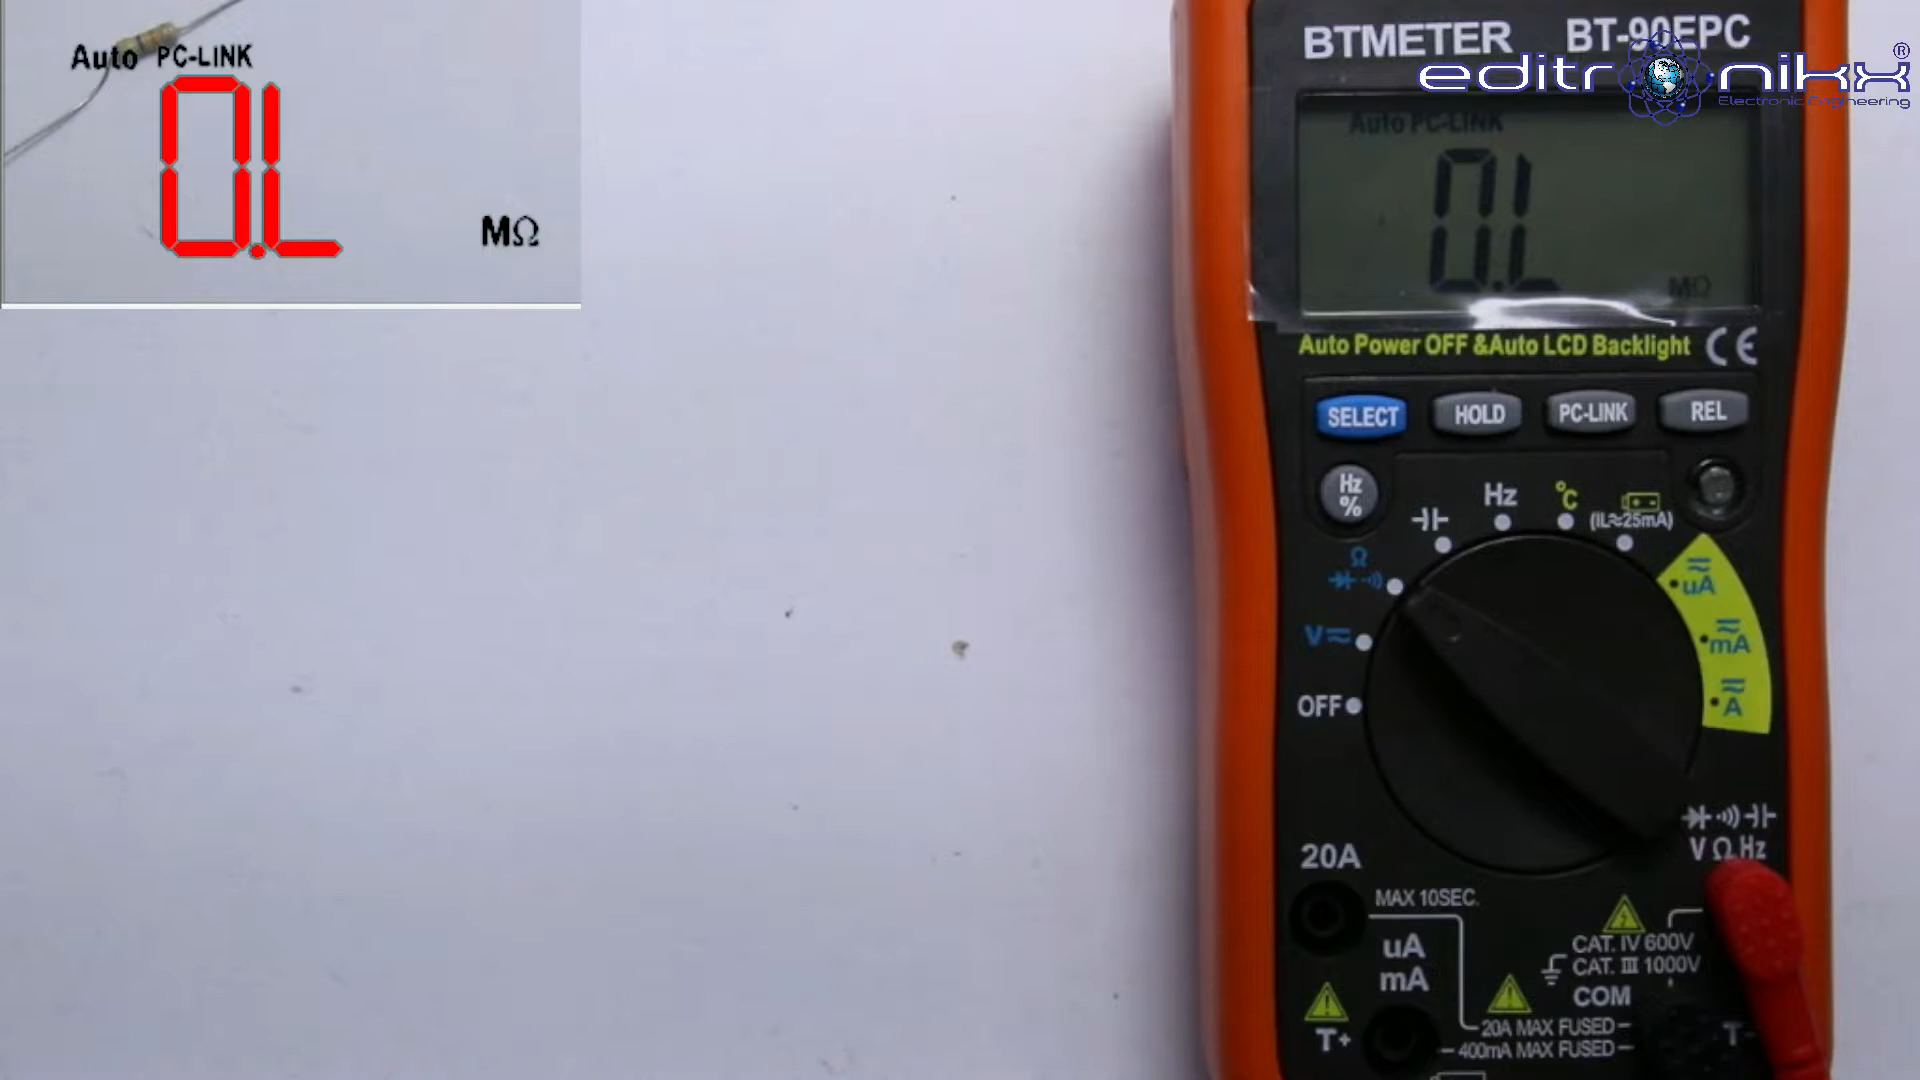 Auto PC-LINK
0.L
MΩ
BTMETER BT-90EPC
editronikx ®
Electronic Engineering
Auto PC-LINK
0.L
MΩ
Auto Power OFF &Auto LCD Backlight CE
SELECT HOLD PC-LINK REL
Hz
%
Hz °C
(IL≈25mA)
Ω
uA
V
mA
OFF
A
20A
V Ω Hz
MAX 10SEC.
uA
mA
CAT. IV 600V
CAT. III 1000V
COM
20A MAX FUSED
T+
T-
400mA MAX FUSED